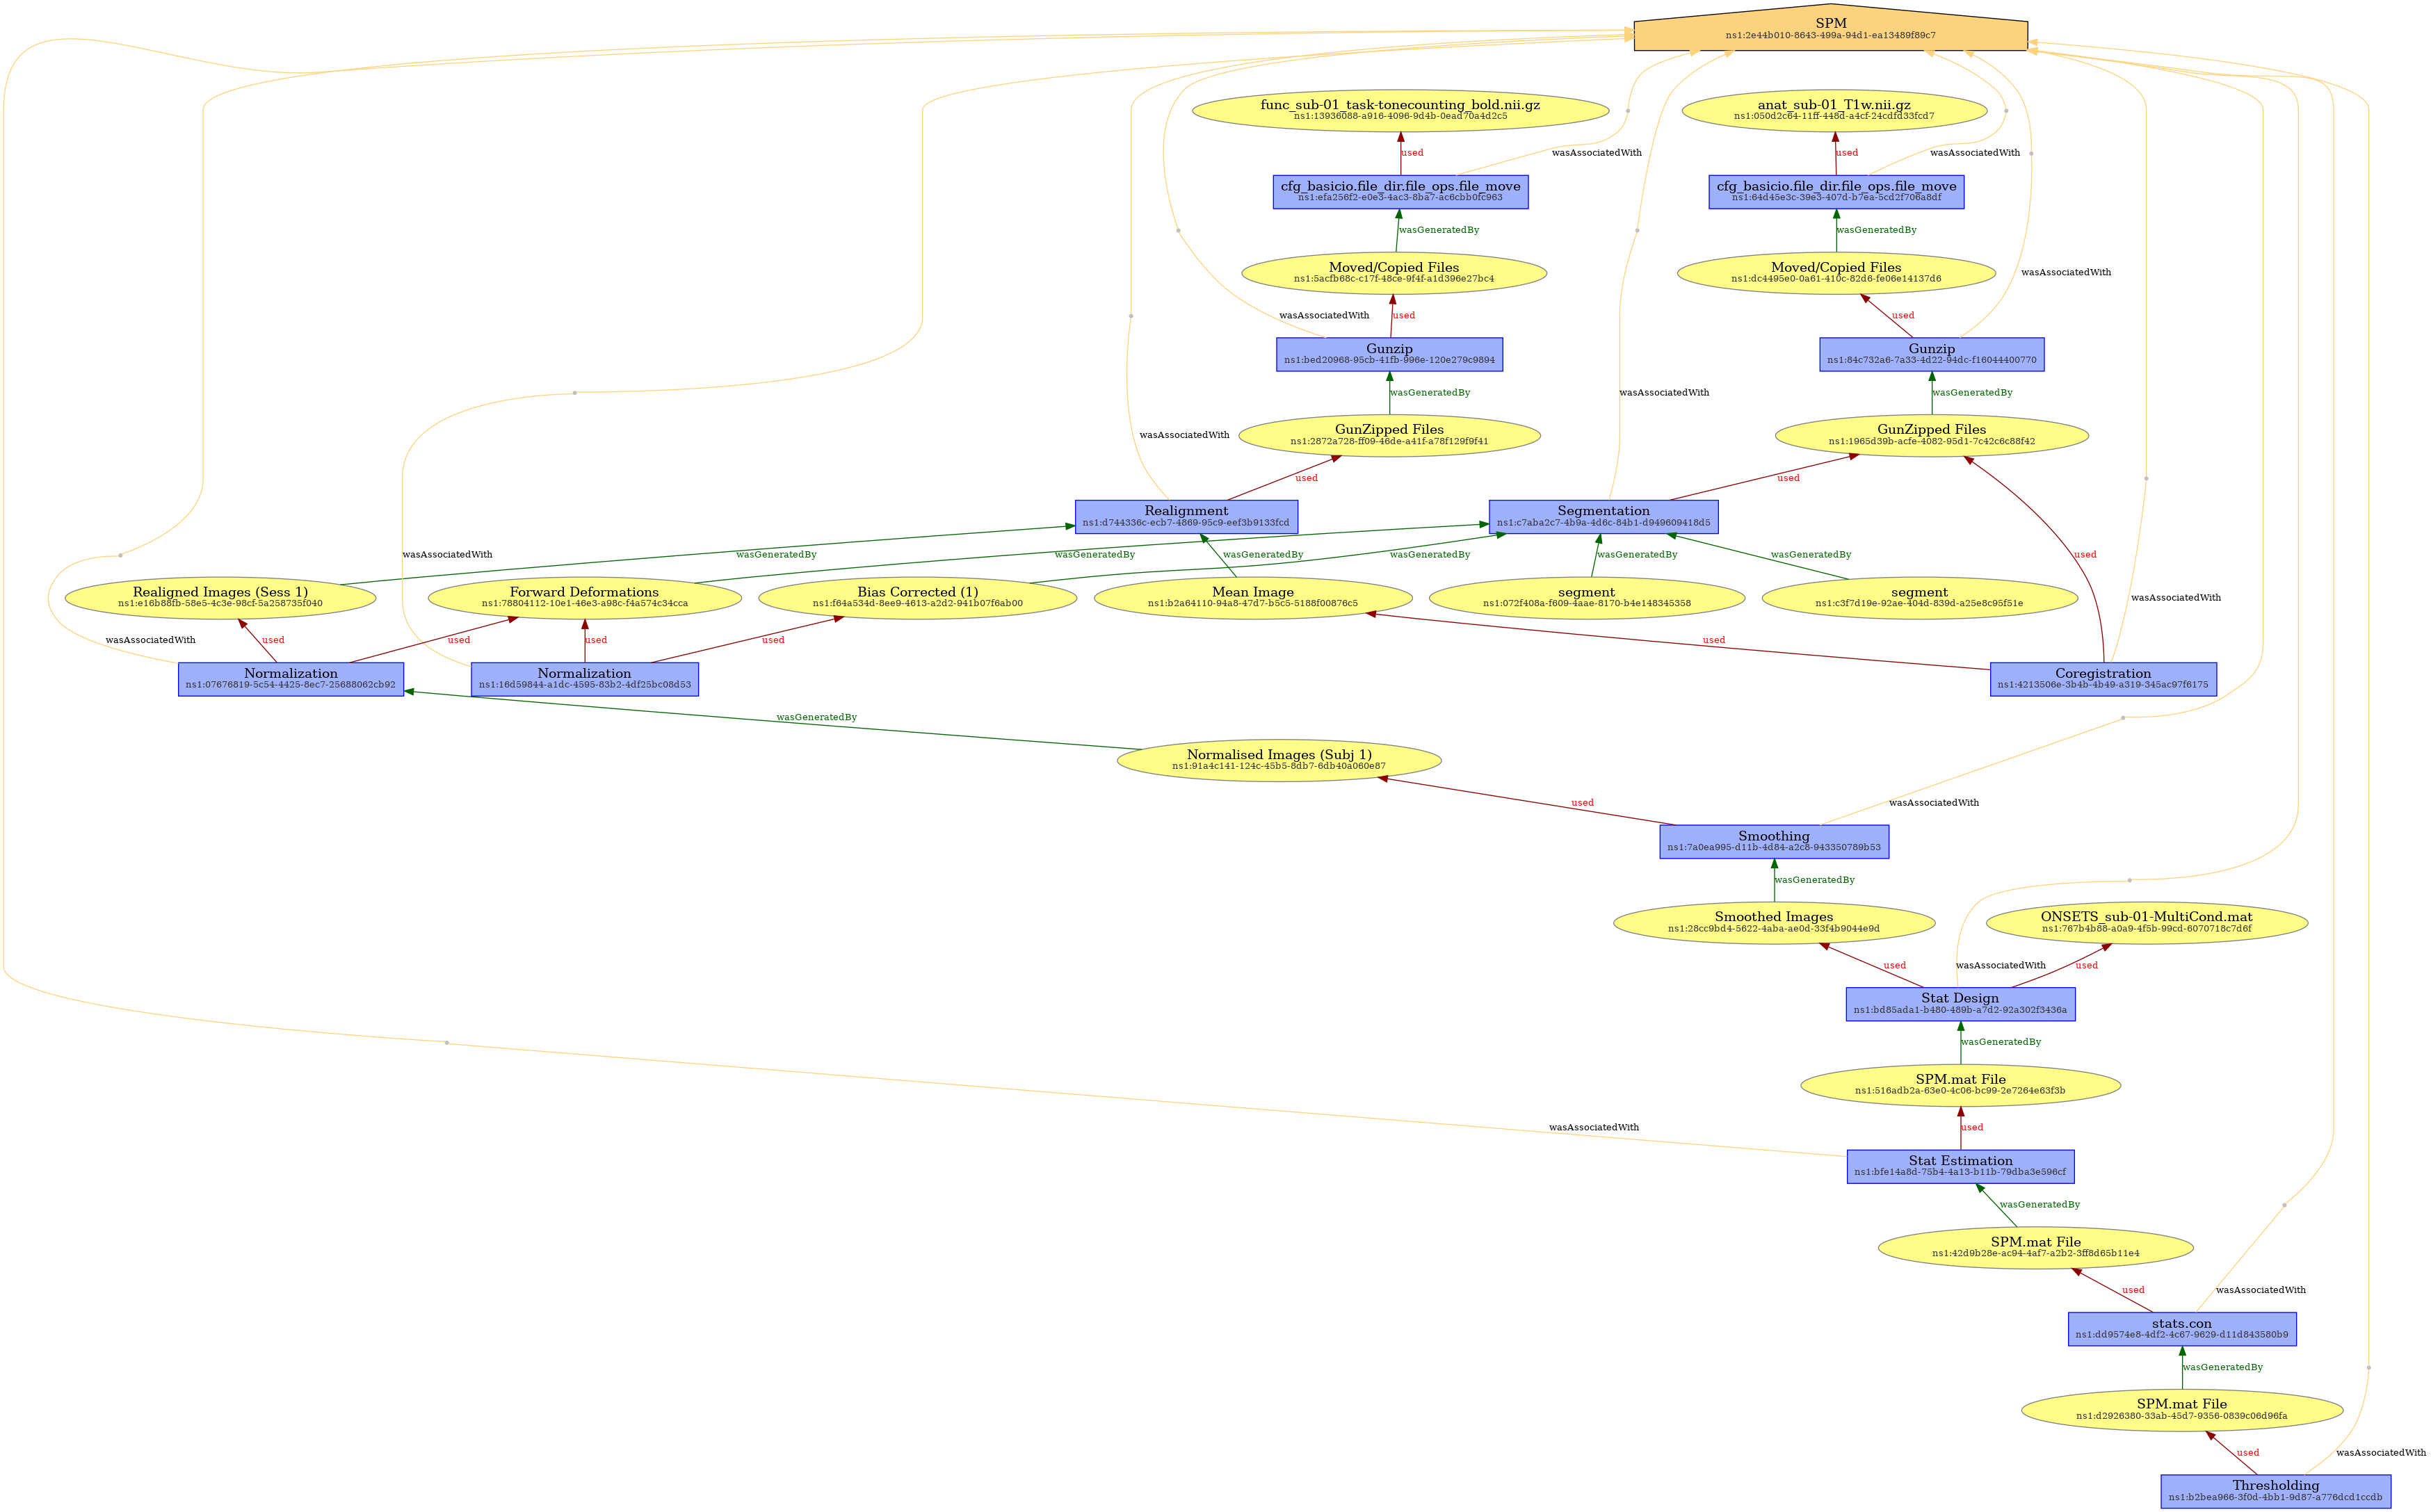 SPM
ns1:2e44b010-8643-499a-94d1-ea13489f89c7
func_sub-01_task-tonecounting_bold.nii.gz
ns1:13936088-a916-4096-9d4b-0ead70a4d2c5
anat_sub-01_T1w.nii.gz
ns1:050d2c64-11ff-448d-a4cf-24cdfd33fcd7
used
wasAssociatedWith
used
wasAssociatedWith
cfg_basicio.file_dir.file_ops.file_move
ns1:efa256f2-e0e3-4ac3-8ba7-ac6cbb0fc963
cfg_basicio.file_dir.file_ops.file_move
ns1:64d45e3c-39e3-407d-b7ea-5cd2f706a8df
wasGeneratedBy
wasGeneratedBy
Moved/Copied Files
ns1:5acfb68c-c17f-48ce-9f4f-a1d396e27bc4
Moved/Copied Files
ns1:dc4495e0-0a61-410c-82d6-fe06e14137d6
wasAssociatedWith
wasAssociatedWith
used
used
Gunzip
ns1:bed20968-95cb-41fb-996e-120e279c9894
Gunzip
ns1:84c732a6-7a33-4d22-94dc-f16044400770
wasGeneratedBy
wasAssociatedWith
wasGeneratedBy
GunZipped Files
ns1:2872a728-ff09-46de-a41f-a78f129f9f41
GunZipped Files
ns1:1965d39b-acfe-4082-95d1-7c42c6c88f42
wasAssociatedWith
used
used
Realignment
ns1:d744336c-ecb7-4869-95c9-eef3b9133fcd
Segmentation
ns1:c7aba2c7-4b9a-4d6c-84b1-d949609418d5
wasAssociatedWith
wasGeneratedBy
wasGeneratedBy
wasGeneratedBy
wasGeneratedBy
wasGeneratedBy
wasGeneratedBy
used
Realigned Images (Sess 1)
ns1:e16b88fb-58e5-4c3e-98cf-5a258735f040
Forward Deformations
ns1:78804112-10e1-46e3-a98c-f4a574c34cca
Bias Corrected (1)
ns1:f64a534d-8ee9-4613-a2d2-941b07f6ab00
Mean Image
ns1:b2a64110-94a8-47d7-b5c5-5188f00876c5
segment
ns1:072f408a-f609-4aae-8170-b4e148345358
segment
ns1:c3f7d19e-92ae-404d-839d-a25e8c95f51e
wasAssociatedWith
wasAssociatedWith
used
used
used
used
used
Normalization
ns1:07676819-5c54-4425-8ec7-25688062cb92
Normalization
ns1:16d59844-a1dc-4595-83b2-4df25bc08d53
Coregistration
ns1:4213506e-3b4b-4b49-a319-345ac97f6175
wasGeneratedBy
Normalised Images (Subj 1)
ns1:91a4c141-124c-45b5-8db7-6db40a060e87
used
wasAssociatedWith
Smoothing
ns1:7a0ea995-d11b-4d84-a2c8-943350789b53
wasGeneratedBy
Smoothed Images
ns1:28cc9bd4-5622-4aba-ae0d-33f4b9044e9d
ONSETS_sub-01-MultiCond.mat
ns1:767b4b88-a0a9-4f5b-99cd-6070718c7d6f
used
wasAssociatedWith
used
Stat Design
ns1:bd85ada1-b480-489b-a7d2-92a302f3436a
wasGeneratedBy
SPM.mat File
ns1:516adb2a-63e0-4c06-bc99-2e7264e63f3b
wasAssociatedWith
used
Stat Estimation
ns1:bfe14a8d-75b4-4a13-b11b-79dba3e596cf
wasGeneratedBy
SPM.mat File
ns1:42d9b28e-ac94-4af7-a2b2-3ff8d65b11e4
used
wasAssociatedWith
stats.con
ns1:dd9574e8-4df2-4c67-9629-d11d843580b9
wasGeneratedBy
SPM.mat File
ns1:d2926380-33ab-45d7-9356-0839c06d96fa
used
wasAssociatedWith
Thresholding
ns1:b2bea966-3f0d-4bb1-9d87-a776dcd1ccdb